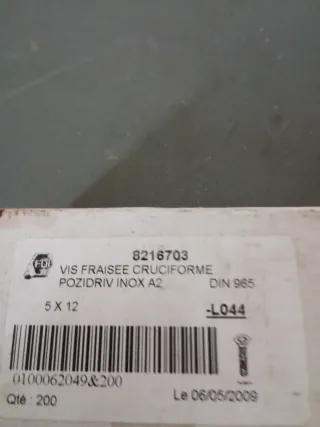 8216703
FDI
VIS FRAISEE CRUCIFORME
POZIDRIV INOX A2 DIN 965
5 X 12 -L044
0100062049&200
Qté : 200 Le 06/05/2009